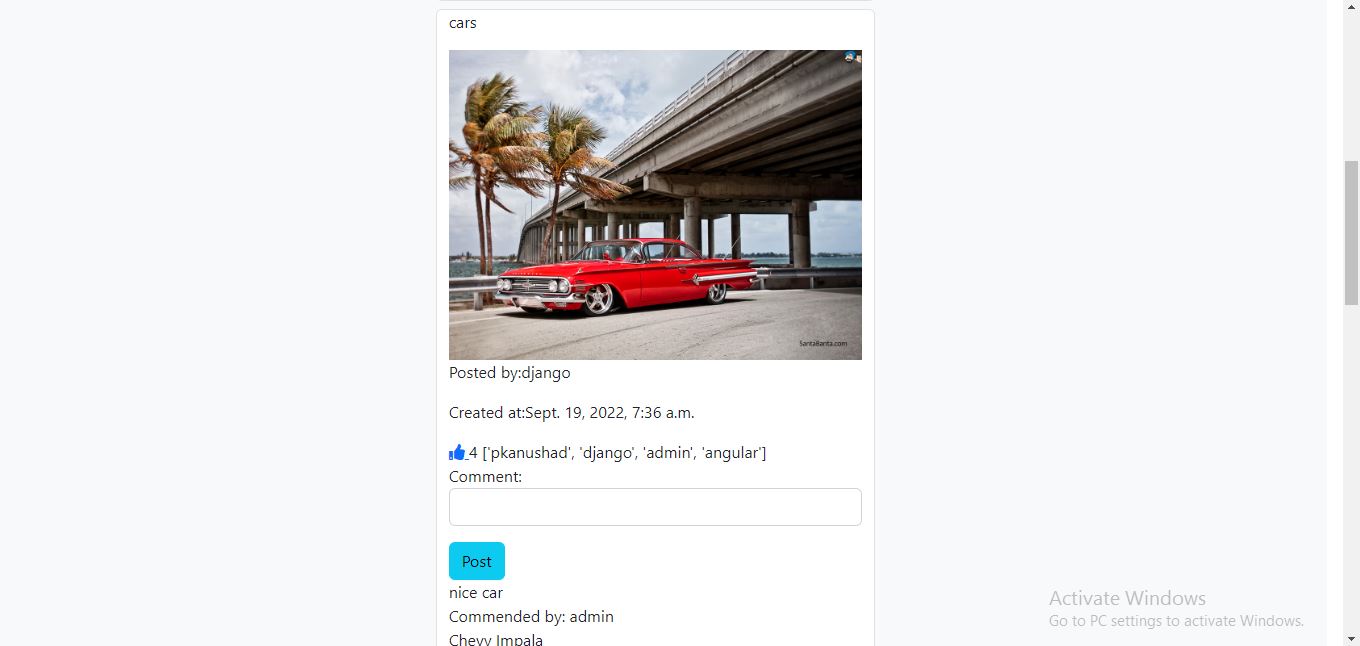 cars
SantaBanta.com
Posted by:django
Created at:Sept. 19, 2022, 7:36 a.m.
4 ['pkanushad', 'django', 'admin', 'angular']
Comment:
Post
nice car
Commended by: admin
Chevy Impala
Activate Windows
Go to PC settings to activate Windows.